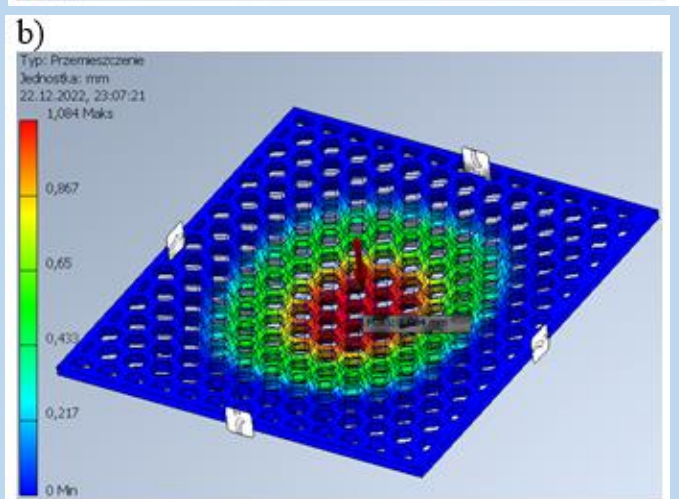 b)
Typ: Przemieszczenie
Jednostka: mm
22.12.2022, 23:07:21
1,084 Maks
0,867
0,65
0,433
0,217
0 Min